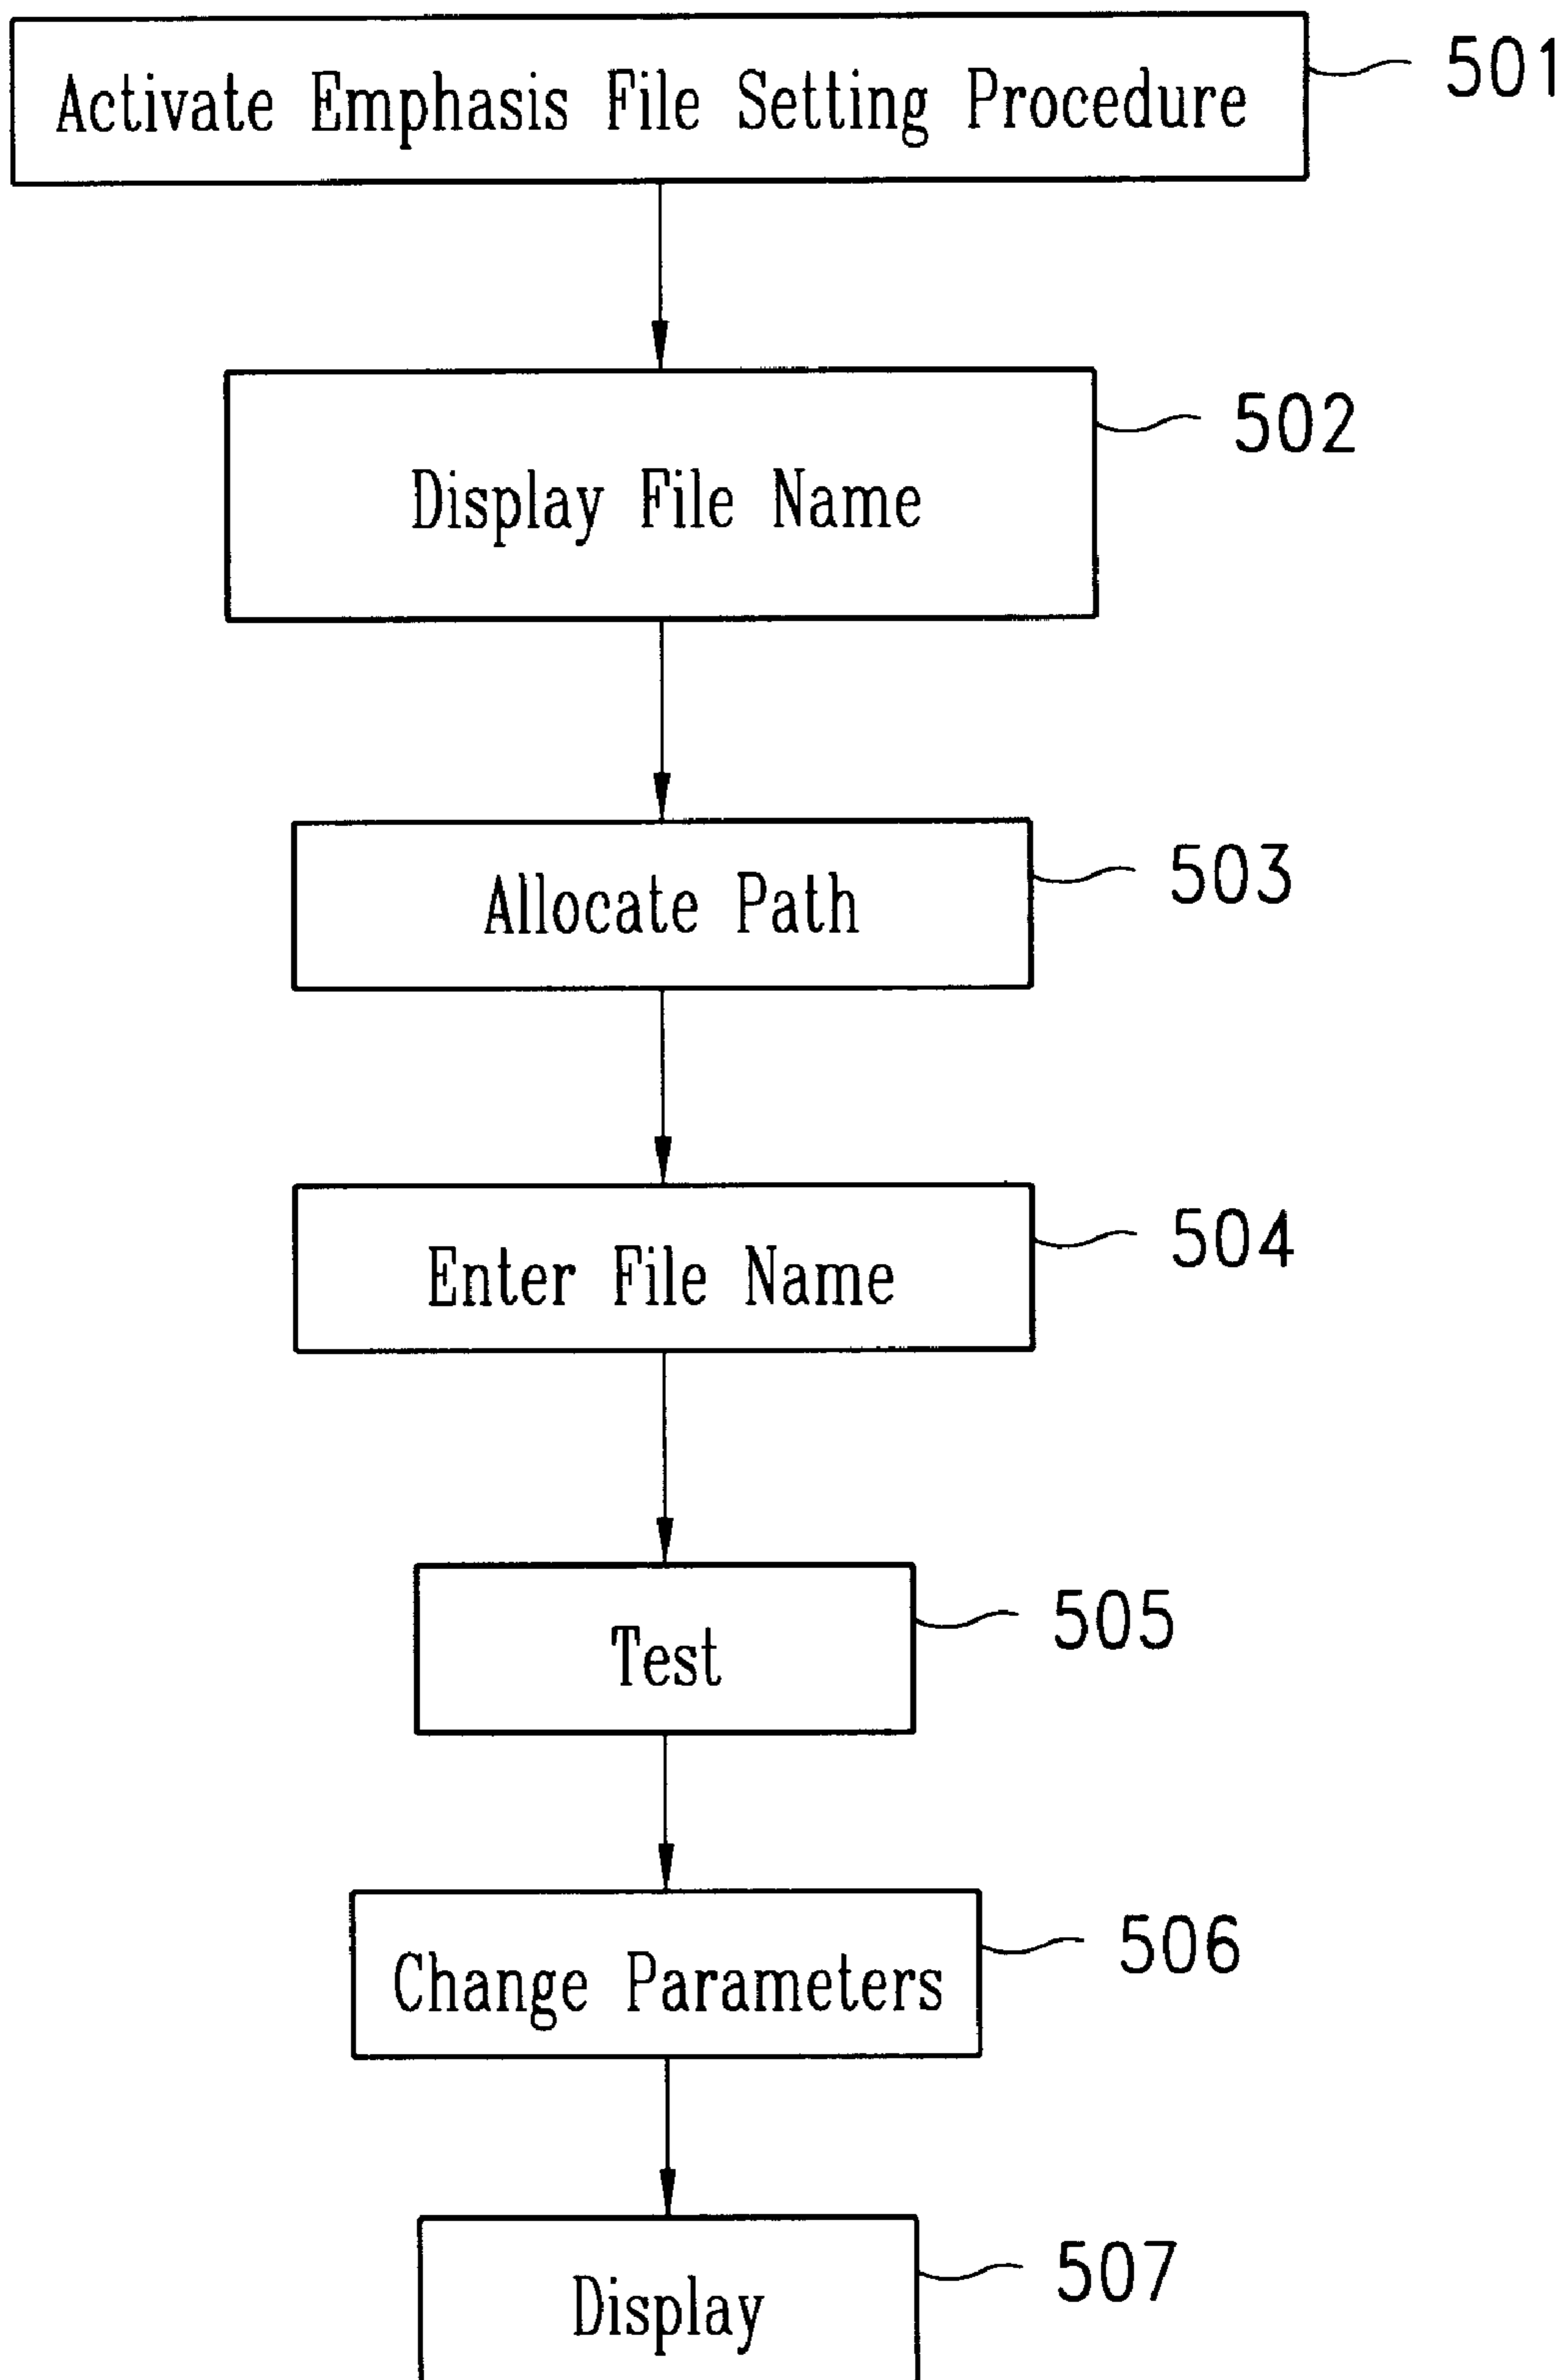 Activate Emphasis File Setting Procedure 501
Display File Name 502
Allocate Path 503
Enter File Name 504
Test 505
Change Parameters 506
Display 507